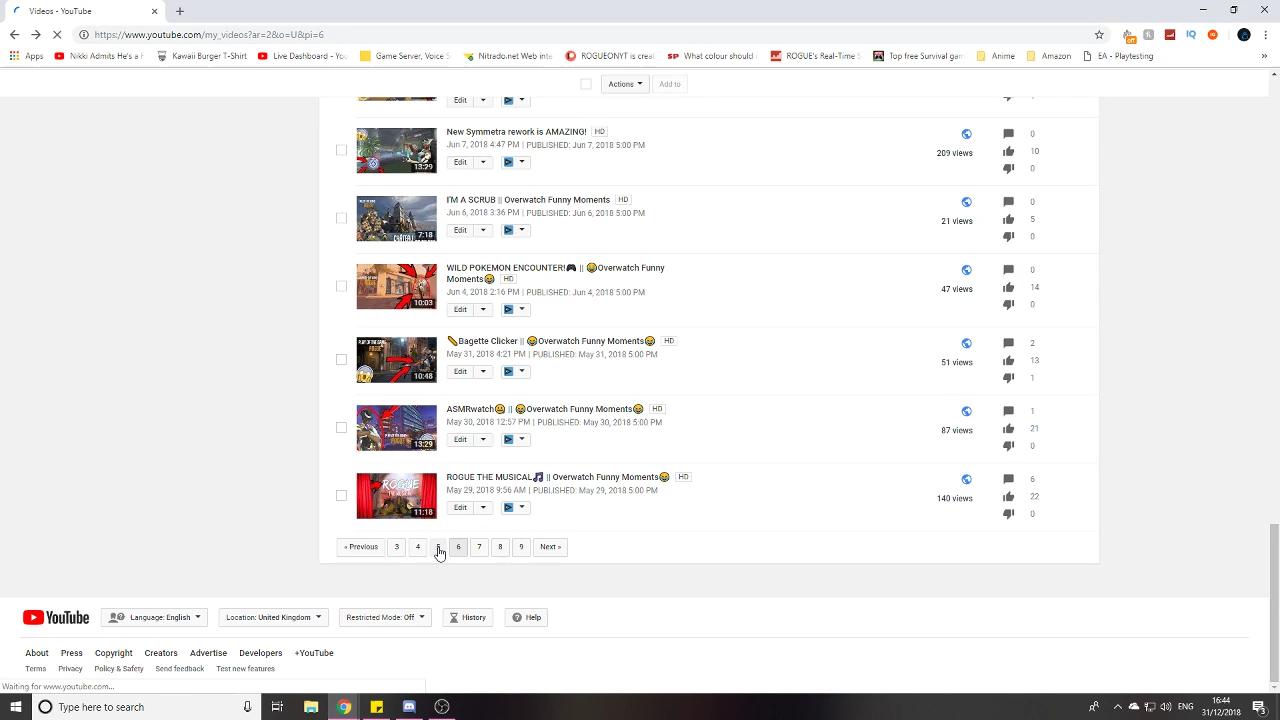 Videos - YouTube
https://www.youtube.com/my_videos?ar=2&o=U&pi=6
Apps Nikki Admits He's a F Kawaii Burger T-Shirt Live Dashboard - You Game Server, Voice S Nitrado.net Web inte ROGUEONYT is creat What colour should ROGUE's Real-Time S Top free Survival gam Anime Amazon EA - Playtesting
Actions Add to
Edit
New Symmetra rework is AMAZING! HD
Jun 7, 2018 4:47 PM | PUBLISHED: Jun 7, 2018 5:00 PM
Edit
13:29
209 views
0
10
0
I'M A SCRUB || Overwatch Funny Moments HD
Jun 6, 2018 3:36 PM | PUBLISHED: Jun 6, 2018 5:00 PM
Edit
7:18
21 views
0
5
0
WILD POKEMON ENCOUNTER!🎮 || 😂Overwatch Funny
Moments😂 HD
Jun 4, 2018 2:16 PM | PUBLISHED: Jun 4, 2018 5:00 PM
Edit
10:03
47 views
0
14
0
🥖Bagette Clicker || 😂Overwatch Funny Moments😂 HD
May 31, 2018 4:21 PM | PUBLISHED: May 31, 2018 5:00 PM
Edit
PLAY OF THE GAME
ROGUE
10:48
51 views
2
13
1
ASMRwatch🤐 || 😂Overwatch Funny Moments😂 HD
May 30, 2018 12:57 PM | PUBLISHED: May 30, 2018 5:00 PM
Edit
13:29
87 views
1
21
0
ROGUE THE MUSICAL🎵 || Overwatch Funny Moments😂 HD
May 29, 2018 9:56 AM | PUBLISHED: May 29, 2018 5:00 PM
Edit
ROGUE
11:18
140 views
6
22
0
« Previous 3 4 5 6 7 8 9 Next »
YouTube Language: English Location: United Kingdom Restricted Mode: Off History Help
About Press Copyright Creators Advertise Developers +YouTube
Terms Privacy Policy & Safety Send feedback Test new features
Waiting for www.youtube.com...
Type here to search
ENG
16:44
31/12/2018